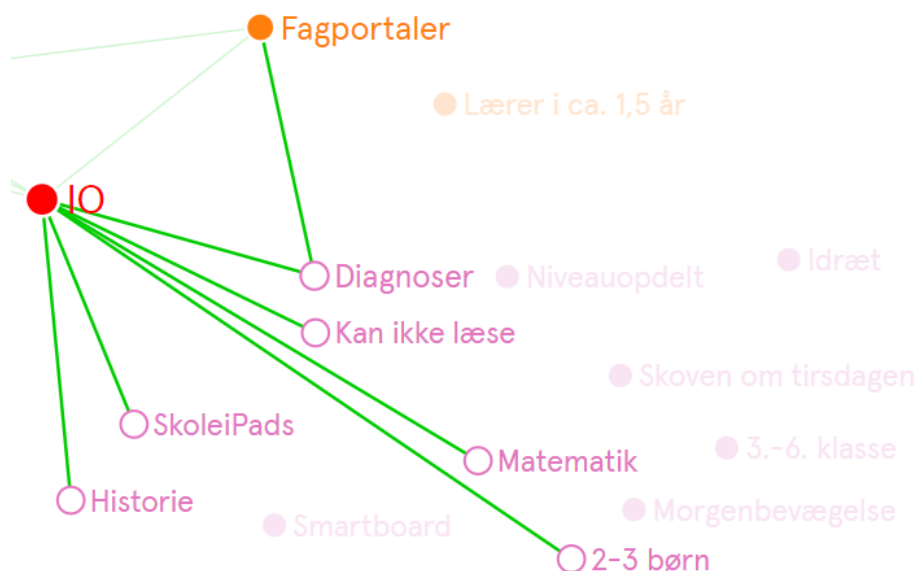 Fagportaler
Lærer i ca. 1,5 år
IO
Idræt
Diagnoser
Niveauopdelt
Kan ikke læse
Skoven om tirsdagen
SkoleiPads
3.-6. klasse
Matematik
Historie
Morgenbevægelse
Smartboard
2-3 børn